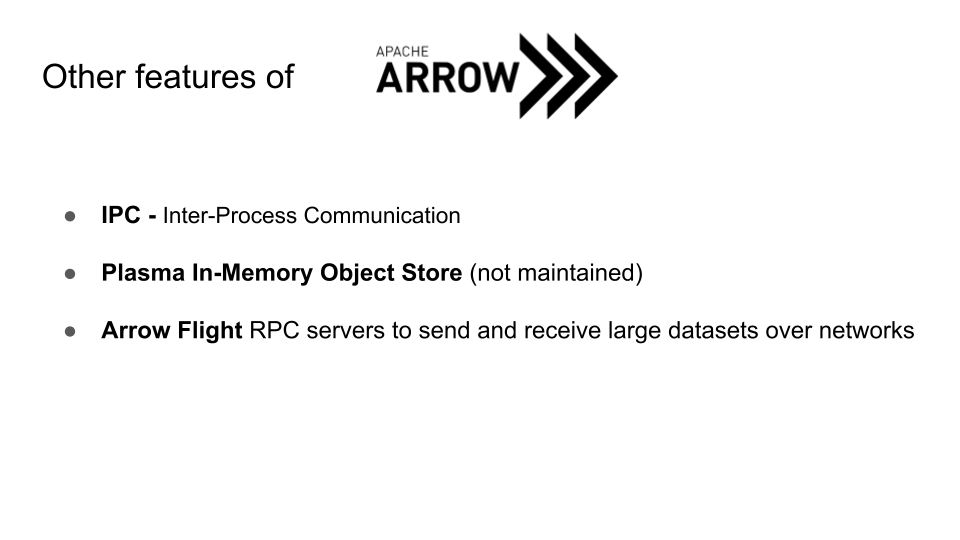 Other features of
APACHE
ARROW
● IPC - Inter-Process Communication
● Plasma In-Memory Object Store (not maintained)
● Arrow Flight RPC servers to send and receive large datasets over networks